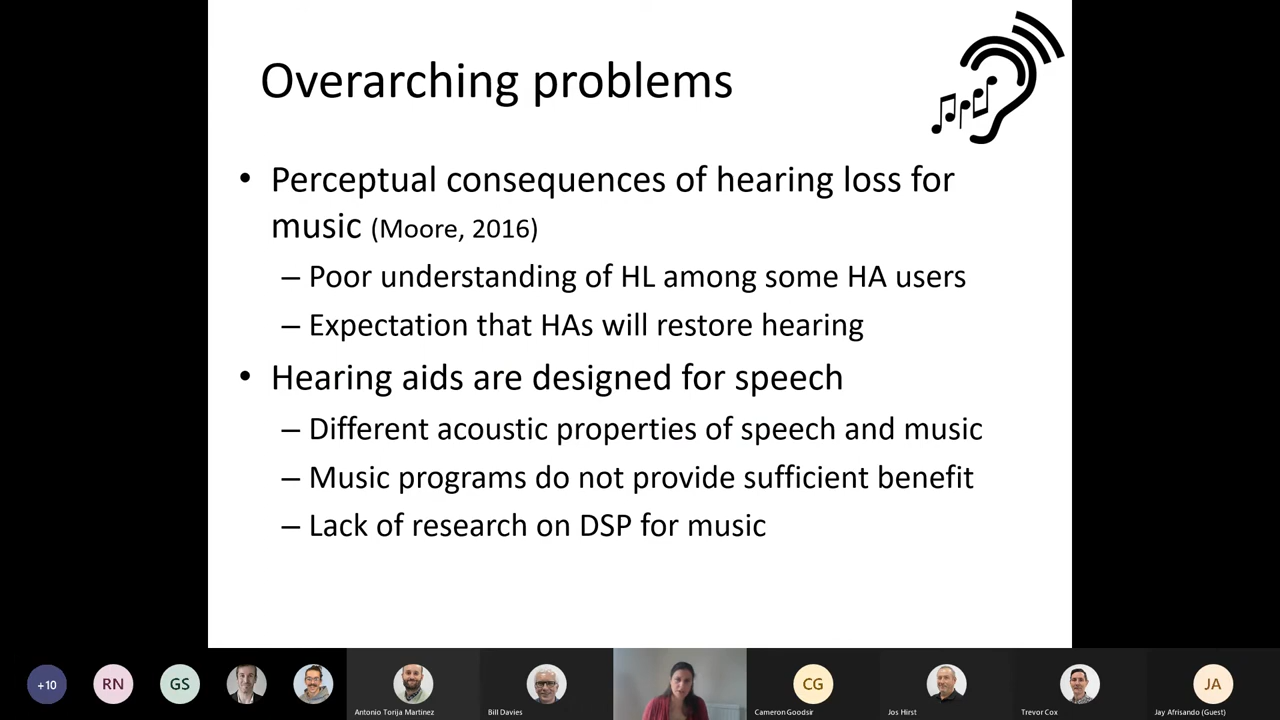 Overarching problems
• Perceptual consequences of hearing loss for
music (Moore, 2016)
– Poor understanding of HL among some HA users
– Expectation that HAs will restore hearing
• Hearing aids are designed for speech
– Different acoustic properties of speech and music
– Music programs do not provide sufficient benefit
– Lack of research on DSP for music
+10
RN
GS
Antonio Torija Martinez
Bill Davies
CG
Cameron Goodsir
Jos Hirst
Trevor Cox
JA
Jay Afrisando (Guest)